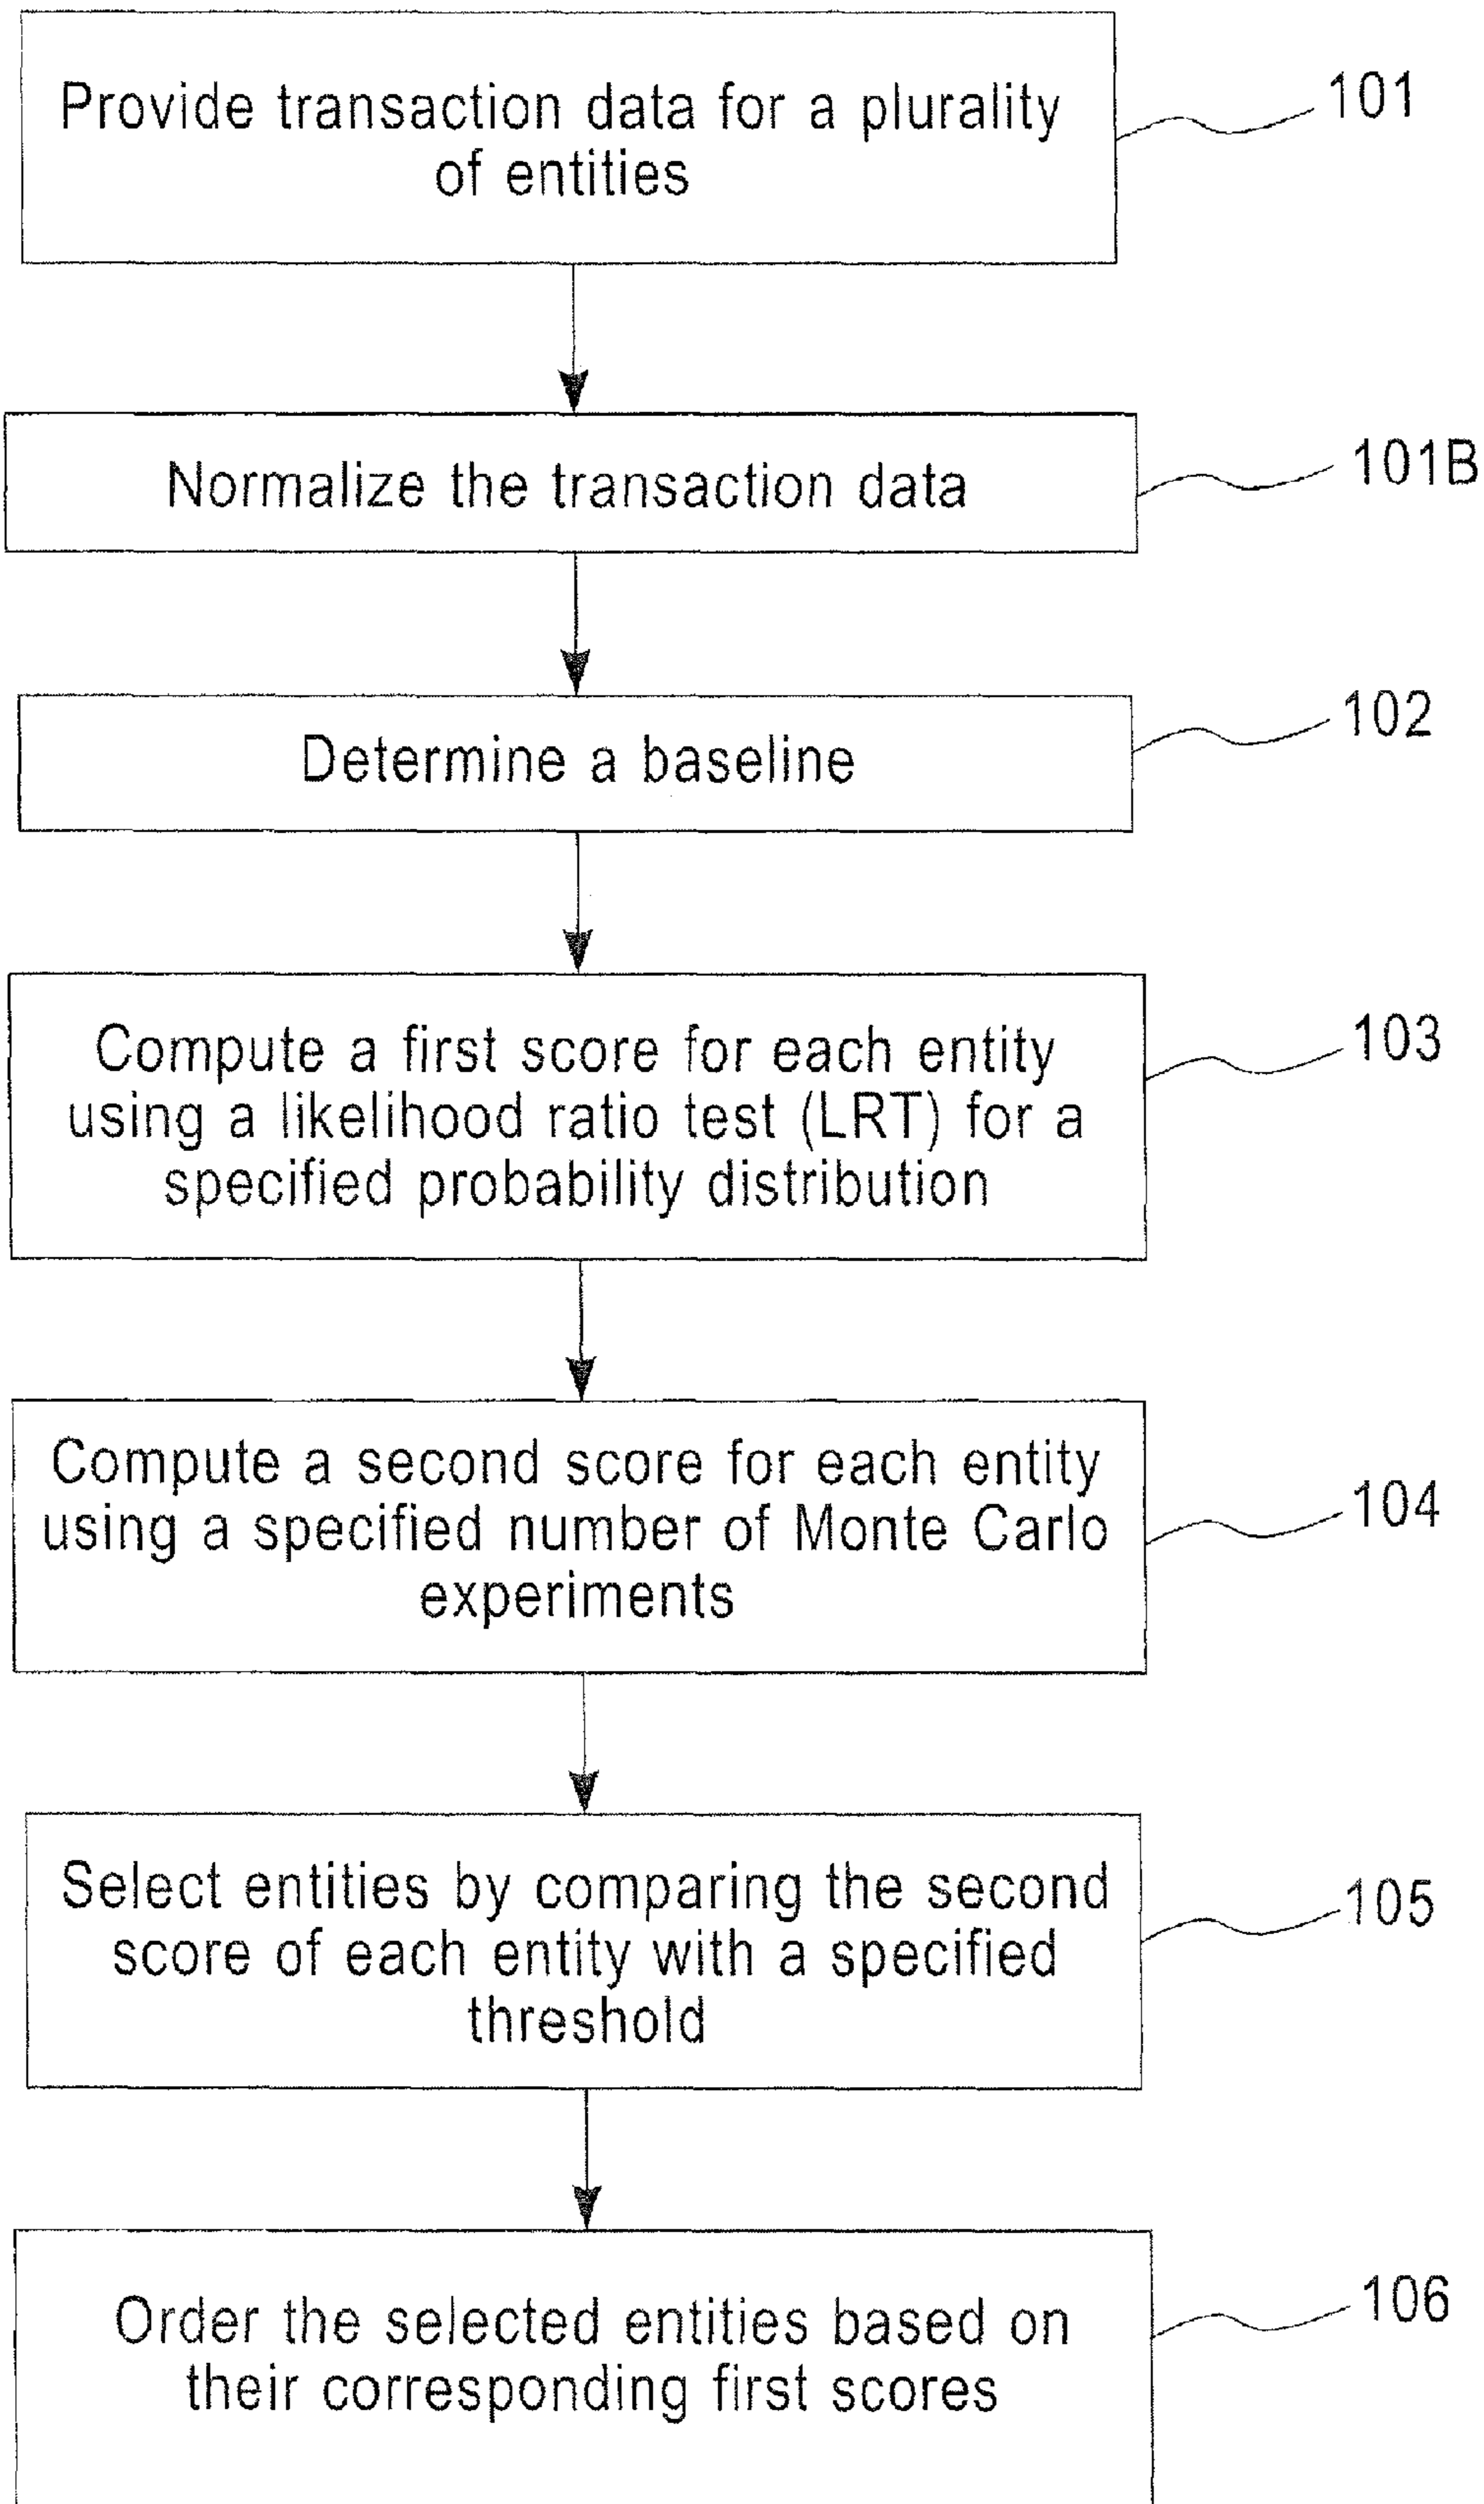 Provide transaction data for a plurality
of entities
101
Normalize the transaction data
101B
Determine a baseline
102
Compute a first score for each entity
using a likelihood ratio test (LRT) for a
specified probability distribution
103
Compute a second score for each entity
using a specified number of Monte Carlo
experiments
104
Select entities by comparing the second
score of each entity with a specified
threshold
105
Order the selected entities based on
their corresponding first scores
106